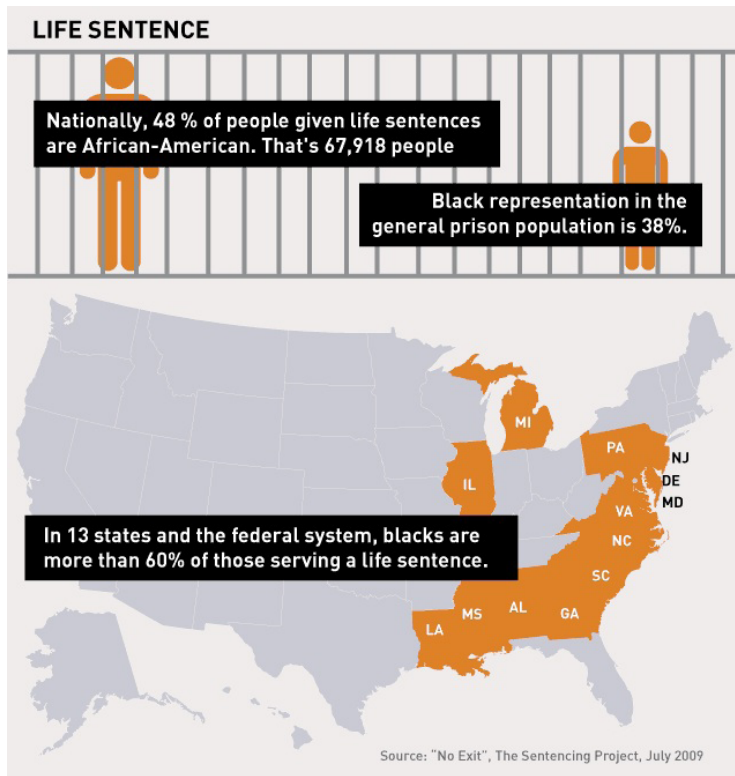 LIFE SENTENCE
Nationally, 48 % of people given life sentences
are African-American. That's 67,918 people
Black representation in the
general prison population is 38%.
MI
PA
NJ
IL
DE
MD
VA
In 13 states and the federal system, blacks are
more than 60% of those serving a life sentence.
NC
SC
MS
AL
GA
LA
Source: "No Exit", The Sentencing Project, July 2009